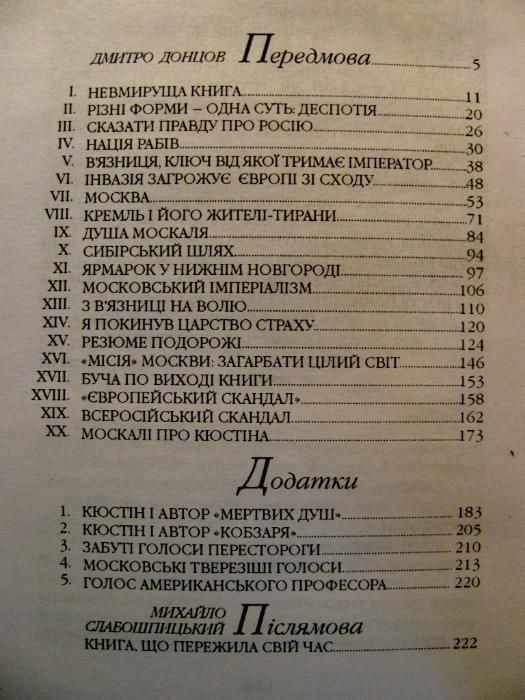 ДМИТРО ДОНЦОВ Передмова 5
I. НЕВМИРУЩА КНИГА 11
II. РІЗНІ ФОРМИ – ОДНА СУТЬ: ДЕСПОТІЯ 20
III. СКАЗАТИ ПРАВДУ ПРО РОСІЮ 26
IV. НАЦІЯ РАБІВ 30
V. В'ЯЗНИЦЯ, КЛЮЧ ВІД ЯКОЇ ТРИМАЄ ІМПЕРАТОР 38
VI. ІНВАЗІЯ ЗАГРОЖУЄ ЄВРОПІ ЗІ СХОДУ 48
VII. МОСКВА 53
VIII. КРЕМЛЬ І ЙОГО ЖИТЕЛІ-ТИРАНИ 71
IX. ДУША МОСКАЛЯ 84
X. СИБІРСЬКИЙ ШЛЯХ 94
XI. ЯРМАРОК У НИЖНІМ НОВГОРОДІ 97
XII. МОСКОВСЬКИЙ ІМПЕРІАЛІЗМ 106
XIII. З В'ЯЗНИЦІ НА ВОЛЮ 110
XIV. Я ПОКИНУВ ЦАРСТВО СТРАХУ 120
XV. РЕЗЮМЕ ПОДОРОЖІ 124
XVI. «МІСІЯ» МОСКВИ: ЗАГАРБАТИ ЦІЛИЙ СВІТ 146
XVII. БУЧА ПО ВИХОДІ КНИГИ 153
XVIII. «ЄВРОПЕЙСЬКИЙ СКАНДАЛ» 158
XIX. ВСЕРОСІЙСЬКИЙ СКАНДАЛ 162
XX. МОСКАЛІ ПРО КЮСТІНА 173
Додатки
1. КЮСТІН І АВТОР «МЕРТВИХ ДУШ» 183
2. КЮСТІН І АВТОР «КОБЗАРЯ» 205
3. ЗАБУТІ ГОЛОСИ ПЕРЕСТОРОГИ 210
4. МОСКОВСЬКІ ТВЕРЕЗІШІ ГОЛОСИ 213
5. ГОЛОС АМЕРИКАНСЬКОГО ПРОФЕСОРА 220
МИХАЙЛО
СЛАБОШПИЦЬКИЙ Післямова
КНИГА, ЩО ПЕРЕЖИЛА СВІЙ ЧАС 222